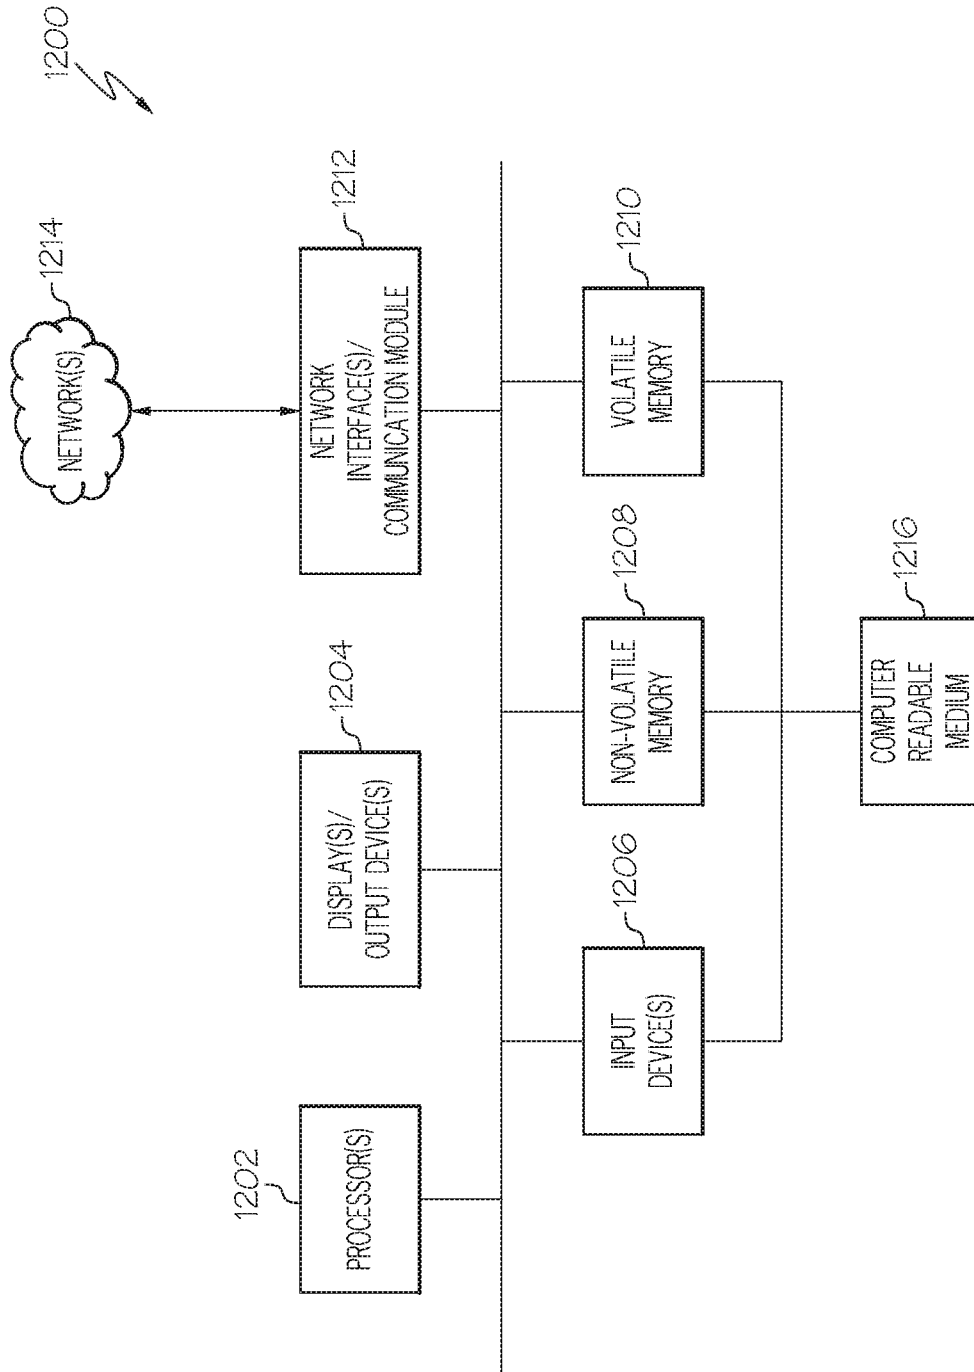 1200
1214
NETWORK(S)
1212
NETWORK
INTERFACE(S)/
COMMUNICATION MODULE
1204
DISPLAY(S)/
OUTPUT DEVICE(S)
1202
PROCESSOR(S)
1206
INPUT
DEVICE(S)
1208
NON-VOLATILE
MEMORY
1210
VOLATILE
MEMORY
1216
COMPUTER
READABLE
MEDIUM